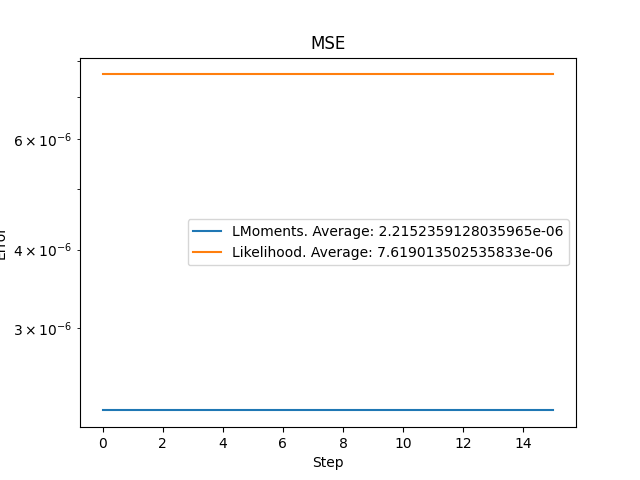 MSE
6 × 10⁻⁶
4 × 10⁻⁶
3 × 10⁻⁶
Error
LMoments. Average: 2.2152359128035965e-06
Likelihood. Average: 7.619013502535833e-06
0 2 4 6 8 10 12 14
Step